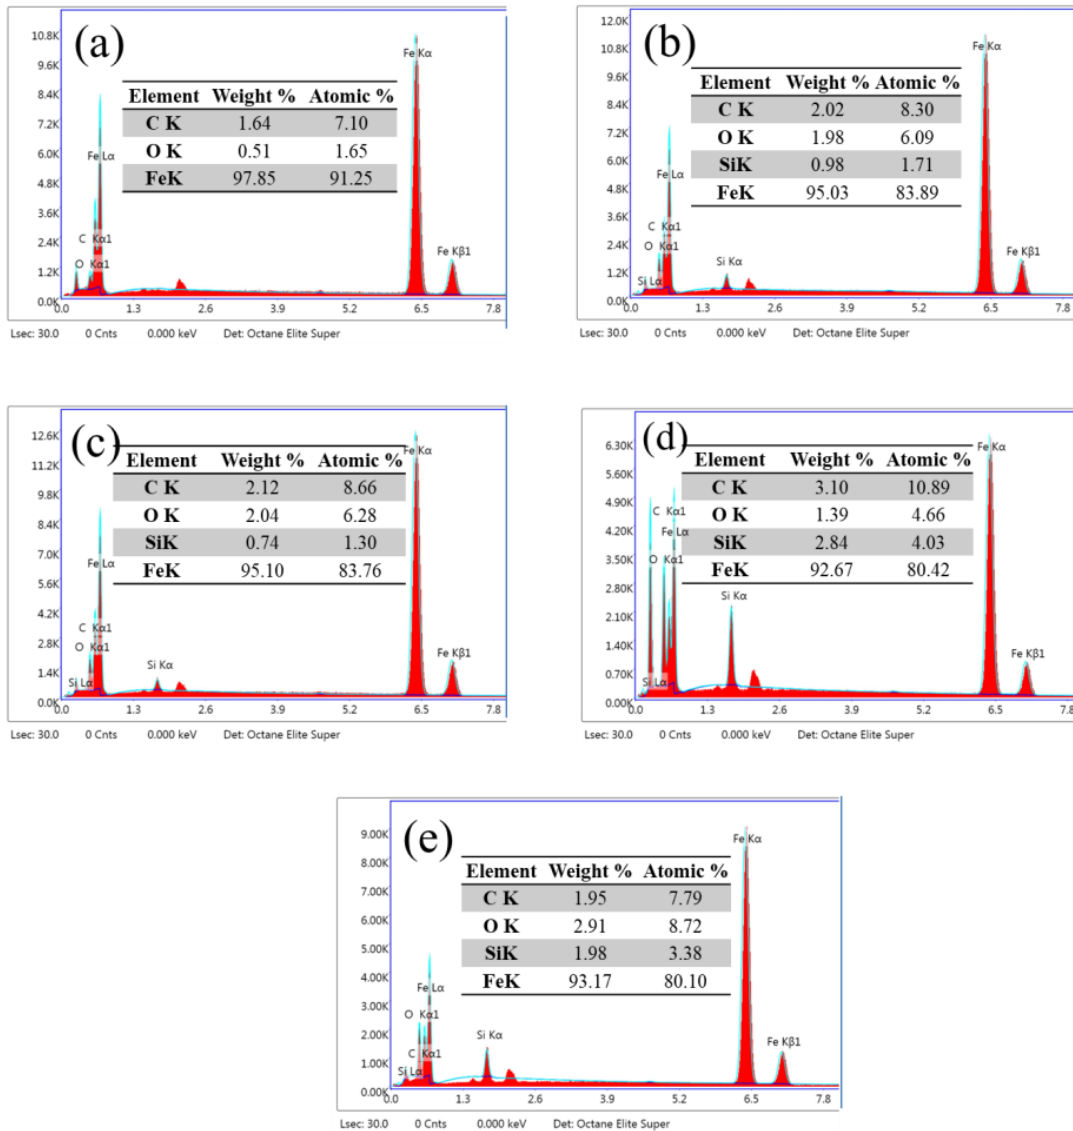 (a)
10.8K
9.6K
8.4K
7.2K
6.0K
4.8K
3.6K
2.4K
1.2K
0.0K
Fe Kα
Fe Lα
C Kα1
O Kα1
Fe Kβ1
Element Weight % Atomic %
C K 1.64 7.10
O K 0.51 1.65
FeK 97.85 91.25
0.0 1.3 2.6 3.9 5.2 6.5 7.8
Lsec: 30.0 0 Cnts 0.000 keV Det: Octane Elite Super
(b)
12.0K
10.6K
9.6K
8.4K
7.2K
6.0K
4.8K
3.6K
2.4K
1.2K
0.0K
Fe Kα
Fe Lα
C Kα1
O Kα1
Si Lα
Si Kα
Fe Kβ1
Element Weight % Atomic %
C K 2.02 8.30
O K 1.98 6.09
SiK 0.98 1.71
FeK 95.03 83.89
0.0 1.3 2.6 3.9 5.2 6.5 7.8
Lsec: 30.0 0 Cnts 0.000 keV Det: Octane Elite Super
(c)
12.6K
11.2K
9.8K
8.4K
7.0K
5.6K
4.2K
2.8K
1.4K
0.0K
Fe Kα
Fe Lα
C Kα1
O Kα1
Si Lα
Si Kα
Fe Kβ1
Element Weight % Atomic %
C K 2.12 8.66
O K 2.04 6.28
SiK 0.74 1.30
FeK 95.10 83.76
0.0 1.3 2.6 3.9 5.2 6.5 7.8
Lsec: 30.0 0 Cnts 0.000 keV Det: Octane Elite Super
(d)
6.30K
5.60K
4.90K
4.20K
3.50K
2.80K
2.10K
1.40K
0.70K
0.00K
Fe Kα
C Kα1
Fe Lα
O Kα1
Si Lα
Si Kα
Fe Kβ1
Element Weight % Atomic %
C K 3.10 10.89
O K 1.39 4.66
SiK 2.84 4.03
FeK 92.67 80.42
0.0 1.3 2.6 3.9 5.2 6.5 7.8
Lsec: 30.0 0 Cnts 0.000 keV Det: Octane Elite Super
(e)
9.00K
8.00K
7.00K
6.00K
5.00K
4.00K
3.00K
2.00K
1.00K
0.00K
Fe Kα
Fe Lα
O Kα1
C Kα1
Si Lα
Si Kα
Fe Kβ1
Element Weight % Atomic %
C K 1.95 7.79
O K 2.91 8.72
SiK 1.98 3.38
FeK 93.17 80.10
0.0 1.3 2.6 3.9 5.2 6.5 7.8
Lsec: 30.0 0 Cnts 0.000 keV Det: Octane Elite Super